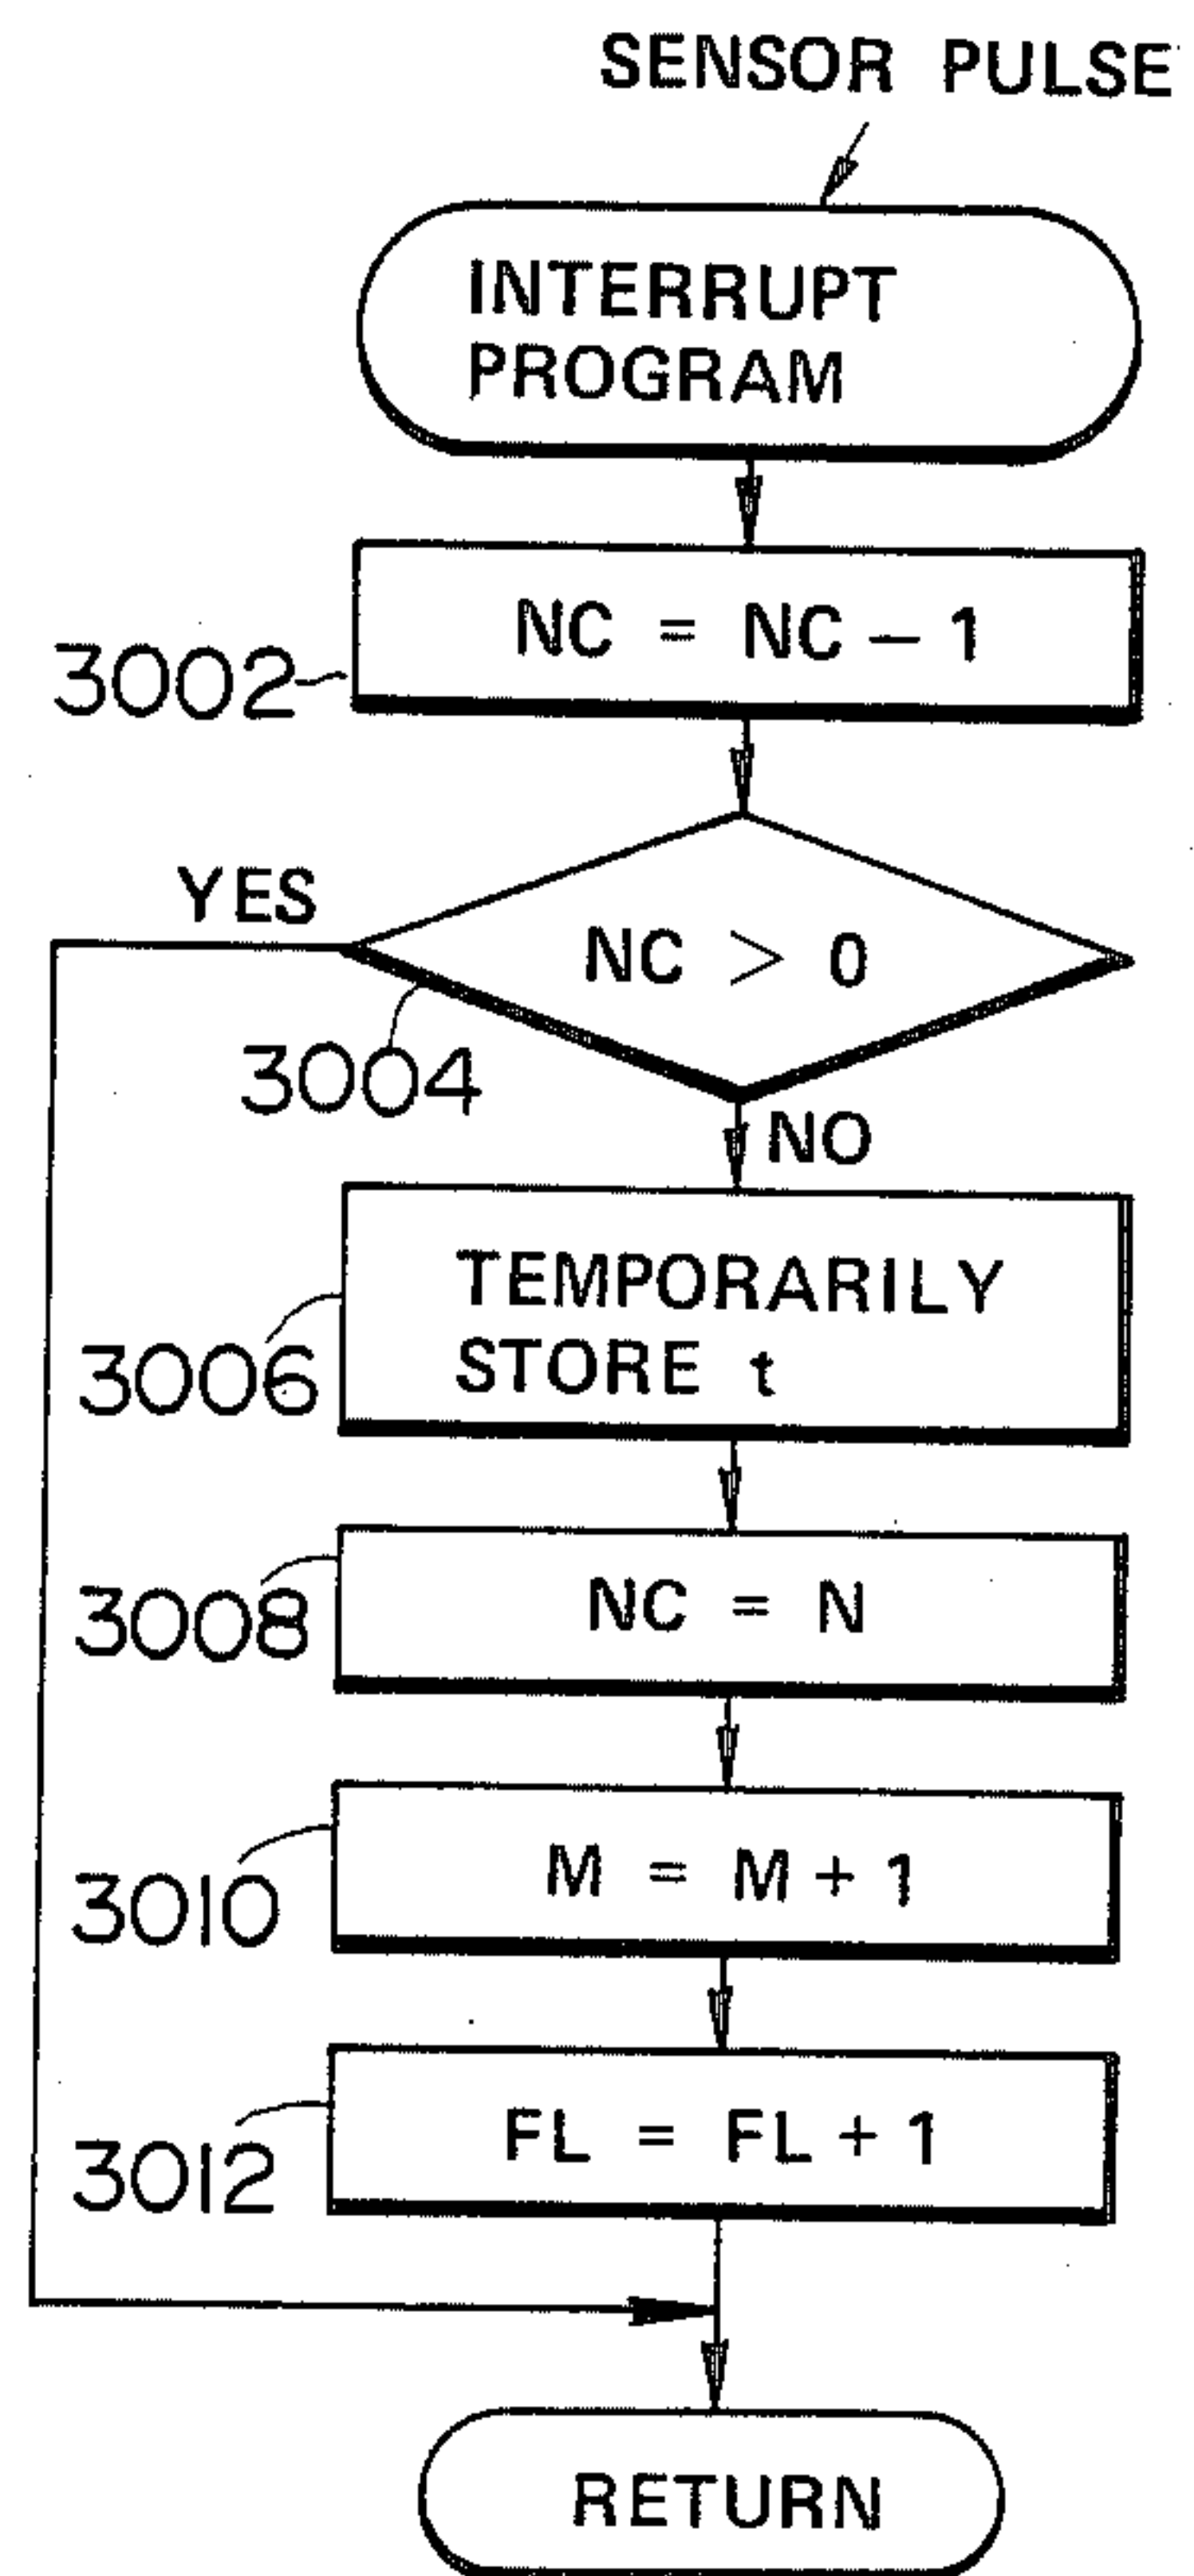 SENSOR PULSE
INTERRUPT
PROGRAM
NC = NC - 1
3002
YES
NC > 0
3004
NO
TEMPORARILY
STORE t
3006
NC = N
3008
M = M + 1
3010
FL = FL + 1
3012
RETURN